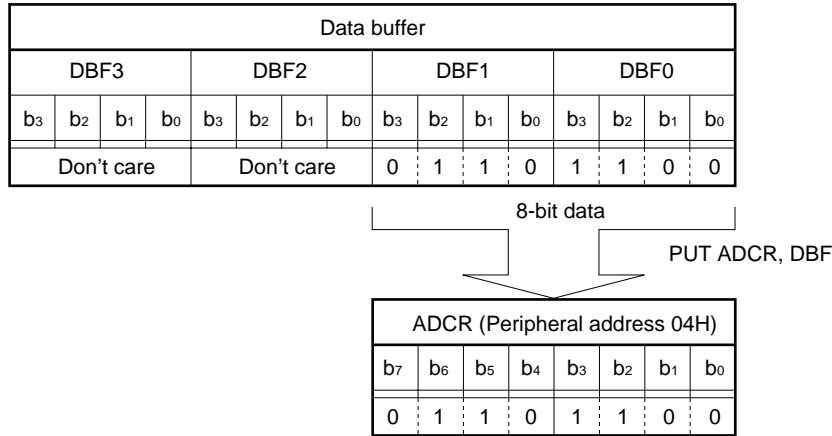 Data buffer
DBF3 DBF2 DBF1 DBF0
b3 b2 b1 b0 b3 b2 b1 b0 b3 b2 b1 b0 b3 b2 b1 b0
Don't care Don't care 0 1 1 0 1 1 0 0
8-bit data
PUT ADCR, DBF
ADCR (Peripheral address 04H)
b7 b6 b5 b4 b3 b2 b1 b0
0 1 1 0 1 1 0 0